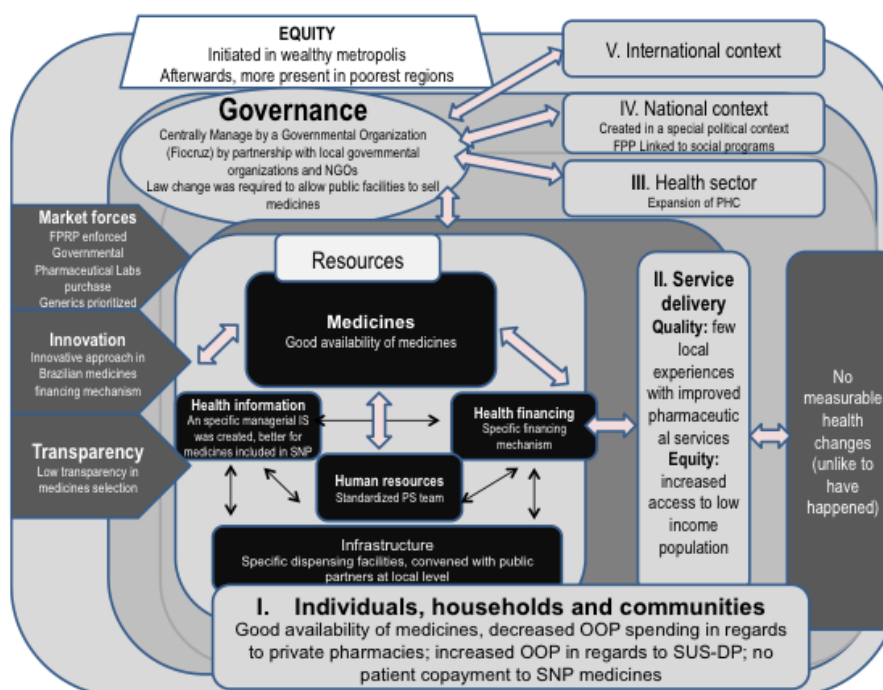 EQUITY
Initiated in wealthy metropolis
Afterwards, more present in poorest regions
Governance
Centrally Manage by a Governmental Organization
(Fiocruz) by partnership with local governmental
organizations and NGOs
Law change was required to allow public facilities to sell
medicines
V. International context
IV. National context
Created in a special political context
FPP Linked to social programs
III. Health sector
Expansion of PHC
Market forces
FPRP enforced
Governmental
Pharmaceutical Labs
purchase
Generics prioritized
Innovation
Innovative approach in
Brazilian medicines
financing mechanism
Transparency
Low transparency in
medicines selection
Resources
Medicines
Good availability of medicines
Health information
An specific managerial IS
was created, better for
medicines included in SNP
Health financing
Specific financing
mechanism
Human resources
Standardized PS team
Infrastructure
Specific dispensing facilities, convened with public
partners at local level
II. Service
delivery
Quality: few
local
experiences
with improved
pharmaceutic
al services
Equity:
increased
access to low
income
population
No
measurable
health
changes
(unlike to
have
happened)
I. Individuals, households and communities
Good availability of medicines, decreased OOP spending in regards
to private pharmacies; increased OOP in regards to SUS-DP; no
patient copayment to SNP medicines